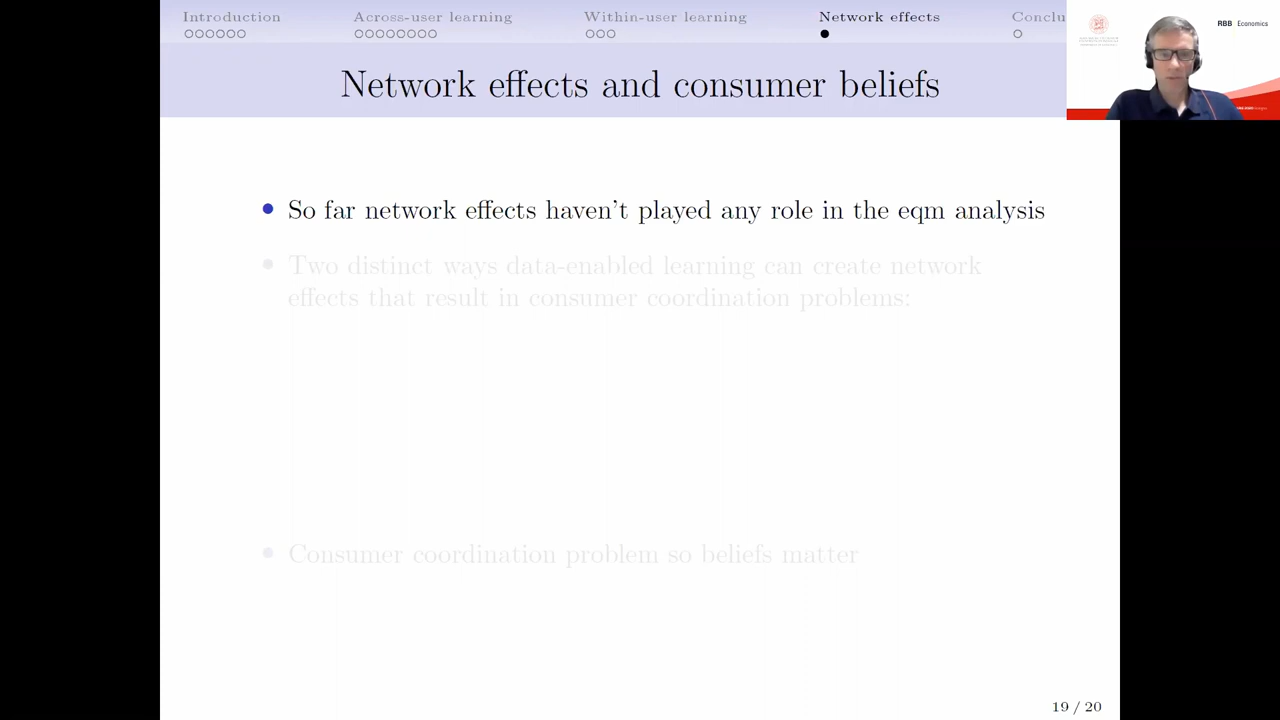 Introduction
Across-user learning
Within-user learning
Network effects
Conclu
RBB Economics
Network effects and consumer beliefs
So far network effects haven't played any role in the eqm analysis
Two distinct ways data-enabled learning can create network
effects that result in consumer coordination problems:
Consumer coordination problem so beliefs matter
19 / 20